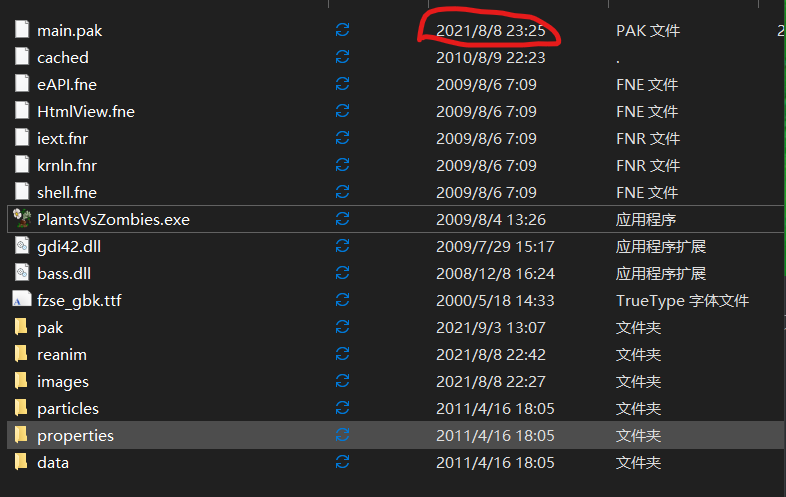 main.pak 2021/8/8 23:25 PAK 文件 2
cached 2010/8/9 22:23 .
eAPI.fne 2009/8/6 7:09 FNE 文件
HtmlView.fne 2009/8/6 7:09 FNE 文件
iext.fnr 2009/8/6 7:09 FNR 文件
krnln.fnr 2009/8/6 7:09 FNR 文件
shell.fne 2009/8/6 7:09 FNE 文件
PlantsVsZombies.exe 2009/8/4 13:26 应用程序
gdi42.dll 2009/7/29 15:17 应用程序扩展
bass.dll 2008/12/8 16:24 应用程序扩展
fzse_gbk.ttf 2000/5/18 14:33 TrueType 字体文件
pak 2021/9/3 13:07 文件夹
reanim 2021/8/8 22:42 文件夹
images 2021/8/8 22:27 文件夹
particles 2011/4/16 18:05 文件夹
properties 2011/4/16 18:05 文件夹
data 2011/4/16 18:05 文件夹